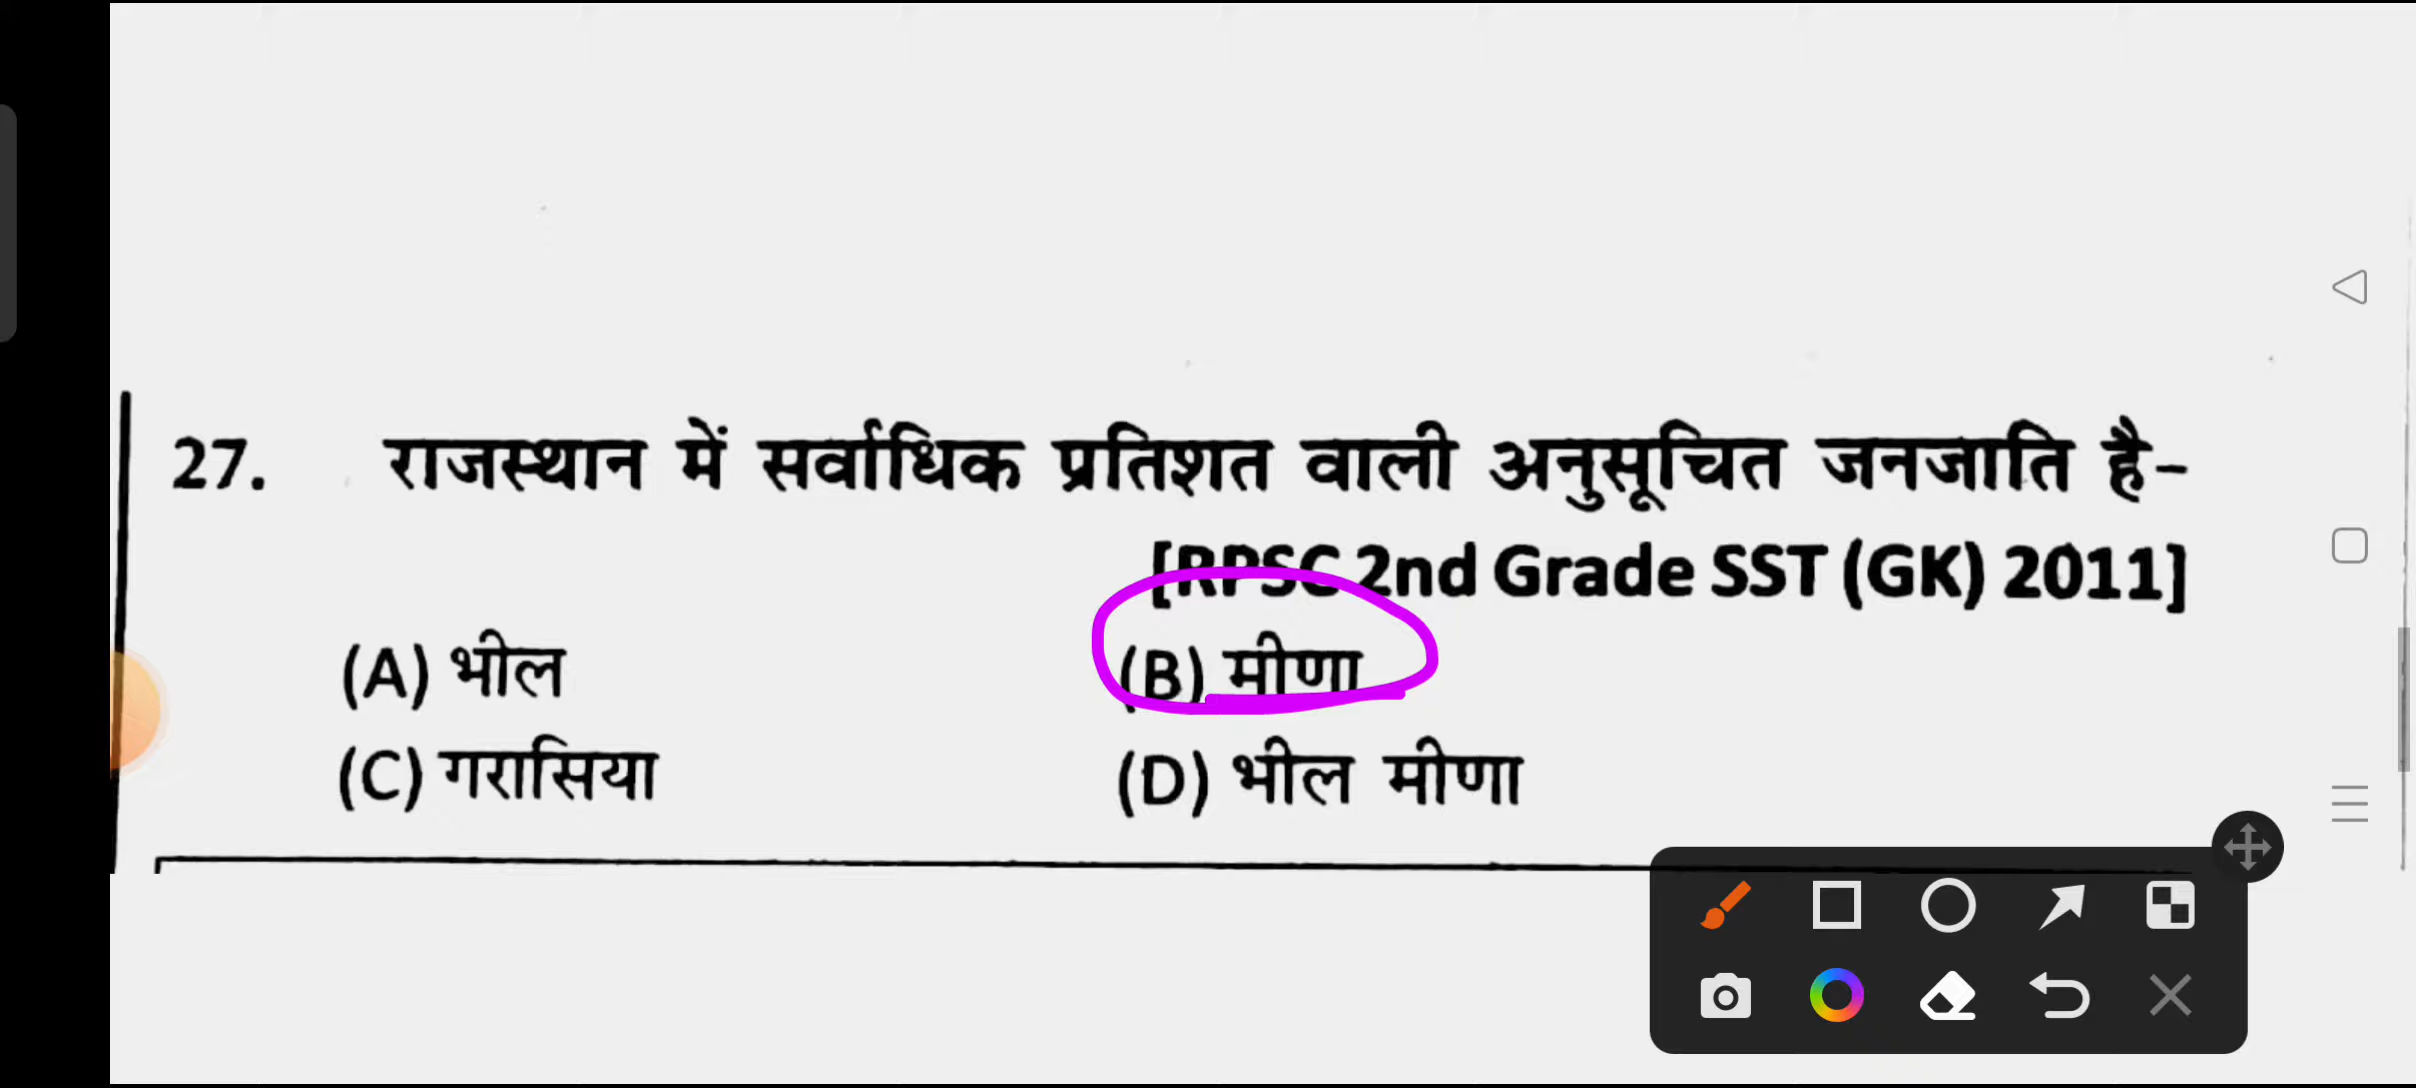 27. राजस्थान में सर्वाधिक प्रतिशत वाली अनुसूचित जनजाति है-
[RPSC 2nd Grade SST (GK) 2011]
(A) भील (B) मीणा
(C) गरासिया (D) भील मीणा